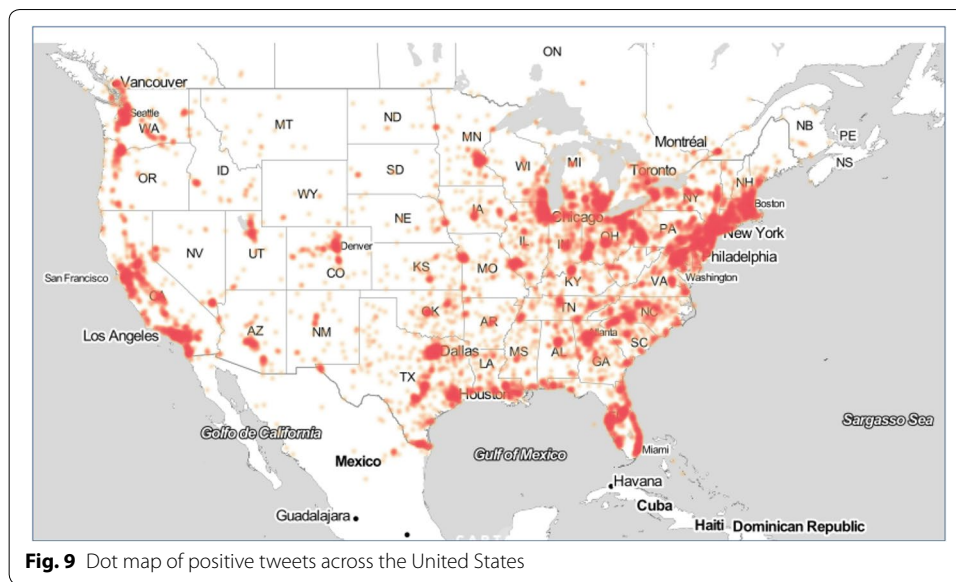 ON
Vancouver
Seattle
WA
MT
ND
MN
NB
PE
NS
Montréal
OR
ID
WY
SD
WI
MI
Toronto
NH
NY
Boston
IA
Chicago
NE
NV
UT
Denver
CO
IL
IN
OH
PA
New York
Philadelphia
San Francisco
CA
KS
MO
KY
VA
Washington
Los Angeles
AZ
NM
OK
AR
TN
NC
Atlanta
SC
Dallas
MS
AL
GA
TX
LA
Houston
Golfo de California
Mexico
Gulf of Mexico
Miami
Sargasso Sea
Guadalajara
Havana
Cuba
Haiti
Dominican Republic
Fig. 9 Dot map of positive tweets across the United States